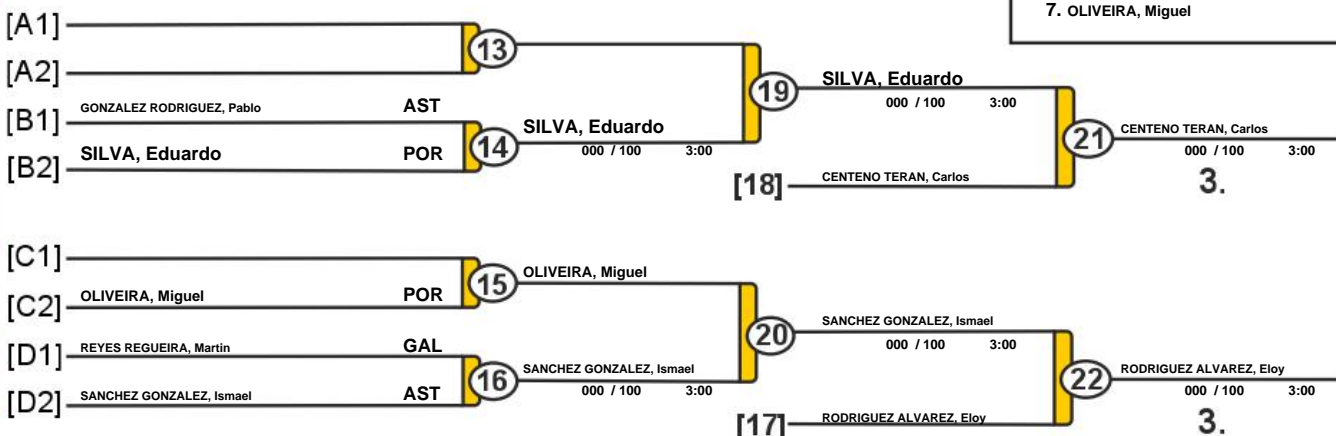 7. OLIVEIRA, Miguel
[A1]
13
[A2]
19
SILVA, Eduardo
000 / 100 3:00
[B1] GONZALEZ RODRIGUEZ, Pablo AST
14
SILVA, Eduardo
000 / 100 3:00
21
CENTENO TERAN, Carlos
000 / 100 3:00
3.
[B2] SILVA, Eduardo POR
[18] CENTENO TERAN, Carlos
[C1]
15
OLIVEIRA, Miguel
[C2] OLIVEIRA, Miguel POR
20
SANCHEZ GONZALEZ, Ismael
000 / 100 3:00
[D1] REYES REGUEIRA, Martin GAL
16
SANCHEZ GONZALEZ, Ismael
000 / 100 3:00
22
RODRIGUEZ ALVAREZ, Eloy
000 / 100 3:00
3.
[D2] SANCHEZ GONZALEZ, Ismael AST
[17] RODRIGUEZ ALVAREZ, Eloy